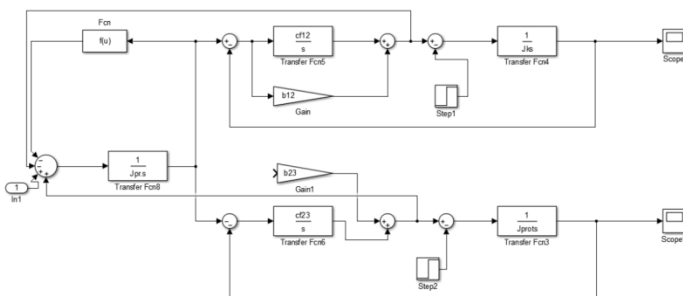 Fcn
f(u)
cf12
s
Transfer Fcn5
1
Jk.s
Transfer Fcn4
Scope
b12
Gain
Step1
1
Jpr.s
Transfer Fcn8
1
In1
b23
Gain1
cf23
s
Transfer Fcn6
1
Jprots
Transfer Fcn3
Scope
Step2